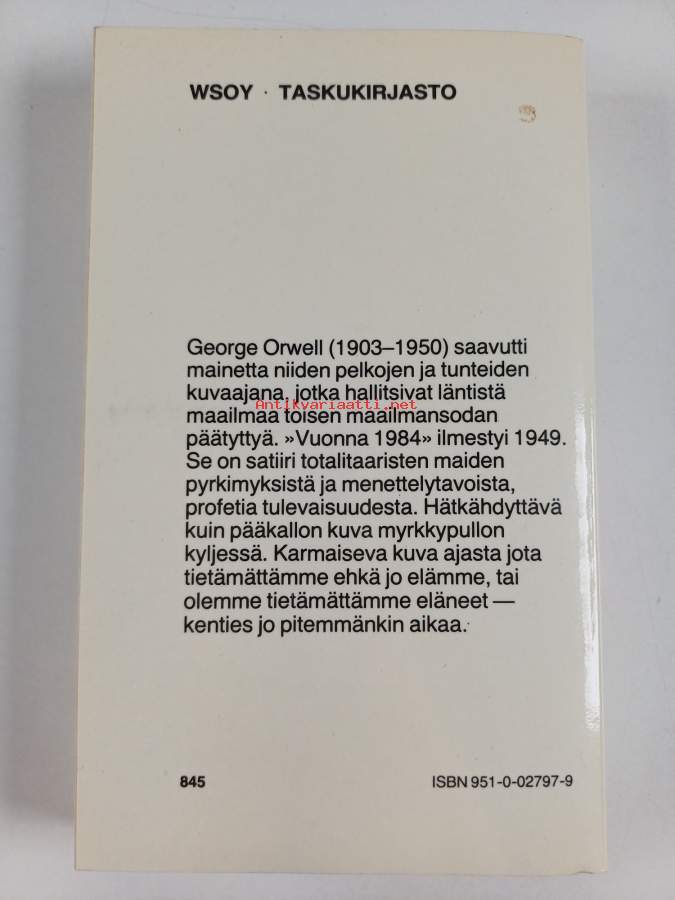 WSOY · TASKUKIRJASTO
George Orwell (1903–1950) saavutti
mainetta niiden pelkojen ja tunteiden
kuvaajana, jotka hallitsivat läntistä
Antikvariaatti.net
maailmaa toisen maailmansodan
päätyttyä. »Vuonna 1984» ilmestyi 1949.
Se on satiiri totalitaaristen maiden
pyrkimyksistä ja menettelytavoista,
profetia tulevaisuudesta. Hätkähdyttävä
kuin pääkallon kuva myrkkypullon
kyljessä. Karmaiseva kuva ajasta jota
tietämättämme ehkä jo elämme, tai
olemme tietämättämme eläneet —
kenties jo pitemmänkin aikaa.
845
ISBN 951-0-02797-9